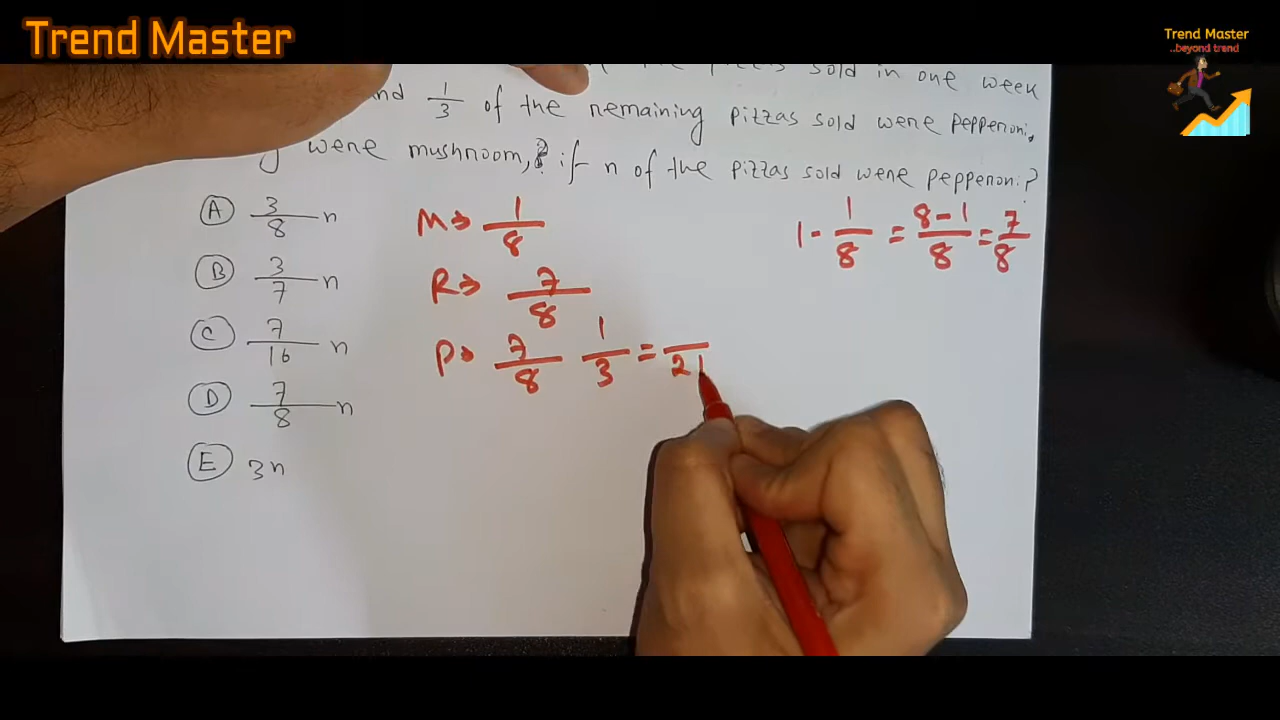 Trend Master
Trend Master
..beyond trend
pizzas sold in one week
nd 1/3 of the remaining pizzas sold were pepperoni,
were mushroom, if n of the pizzas sold were pepperoni?
A 3/8 n
B 3/7 n
C 7/16 n
D 7/8 n
E 3n
M→ 1/8
R→ 7/8
P→ 7/8 1/3 = /21
1 - 1/8 = 8-1/8 = 7/8